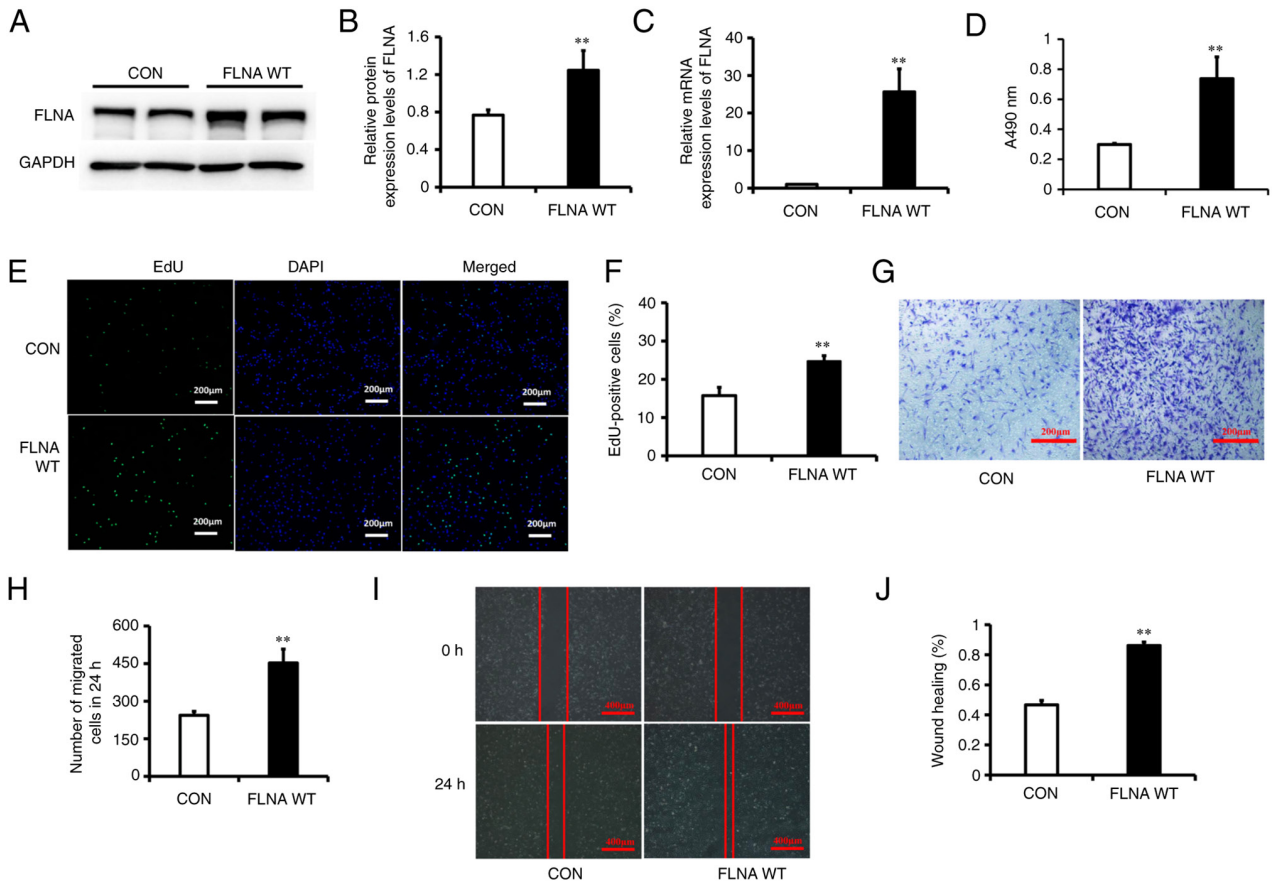 A
CON
FLNA WT
FLNA
GAPDH
B
Relative protein
expression levels of FLNA
1.6
1.2
0.8
0.4
0
**
CON
FLNA WT
C
Relative mRNA
expression levels of FLNA
40
30
20
10
0
**
CON
FLNA WT
D
A490 nm
1
0.8
0.6
0.4
0.2
0
**
CON
FLNA WT
E
EdU
DAPI
Merged
CON
200μm
200μm
200μm
FLNA
WT
200μm
200μm
200μm
F
EdU-positive cells (%)
40
30
20
10
0
**
CON
FLNA WT
G
200μm
200μm
CON
FLNA WT
H
Number of migrated
cells in 24 h
600
450
300
150
0
**
CON
FLNA WT
I
0 h
400μm
400μm
24 h
400μm
400μm
CON
FLNA WT
J
Wound healing (%)
1
0.8
0.6
0.4
0.2
0
**
CON
FLNA WT